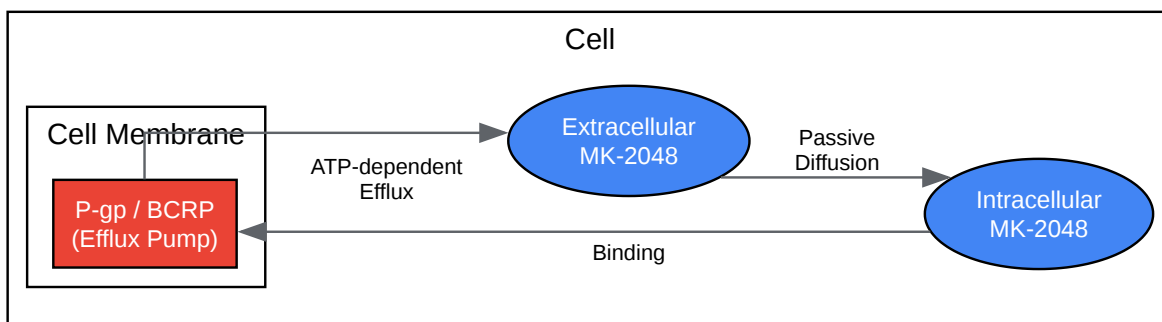 Cell
Cell Membrane
P-gp / BCRP
(Efflux Pump)
ATP-dependent
Efflux
Extracellular
MK-2048
Passive
Diffusion
Intracellular
MK-2048
Binding